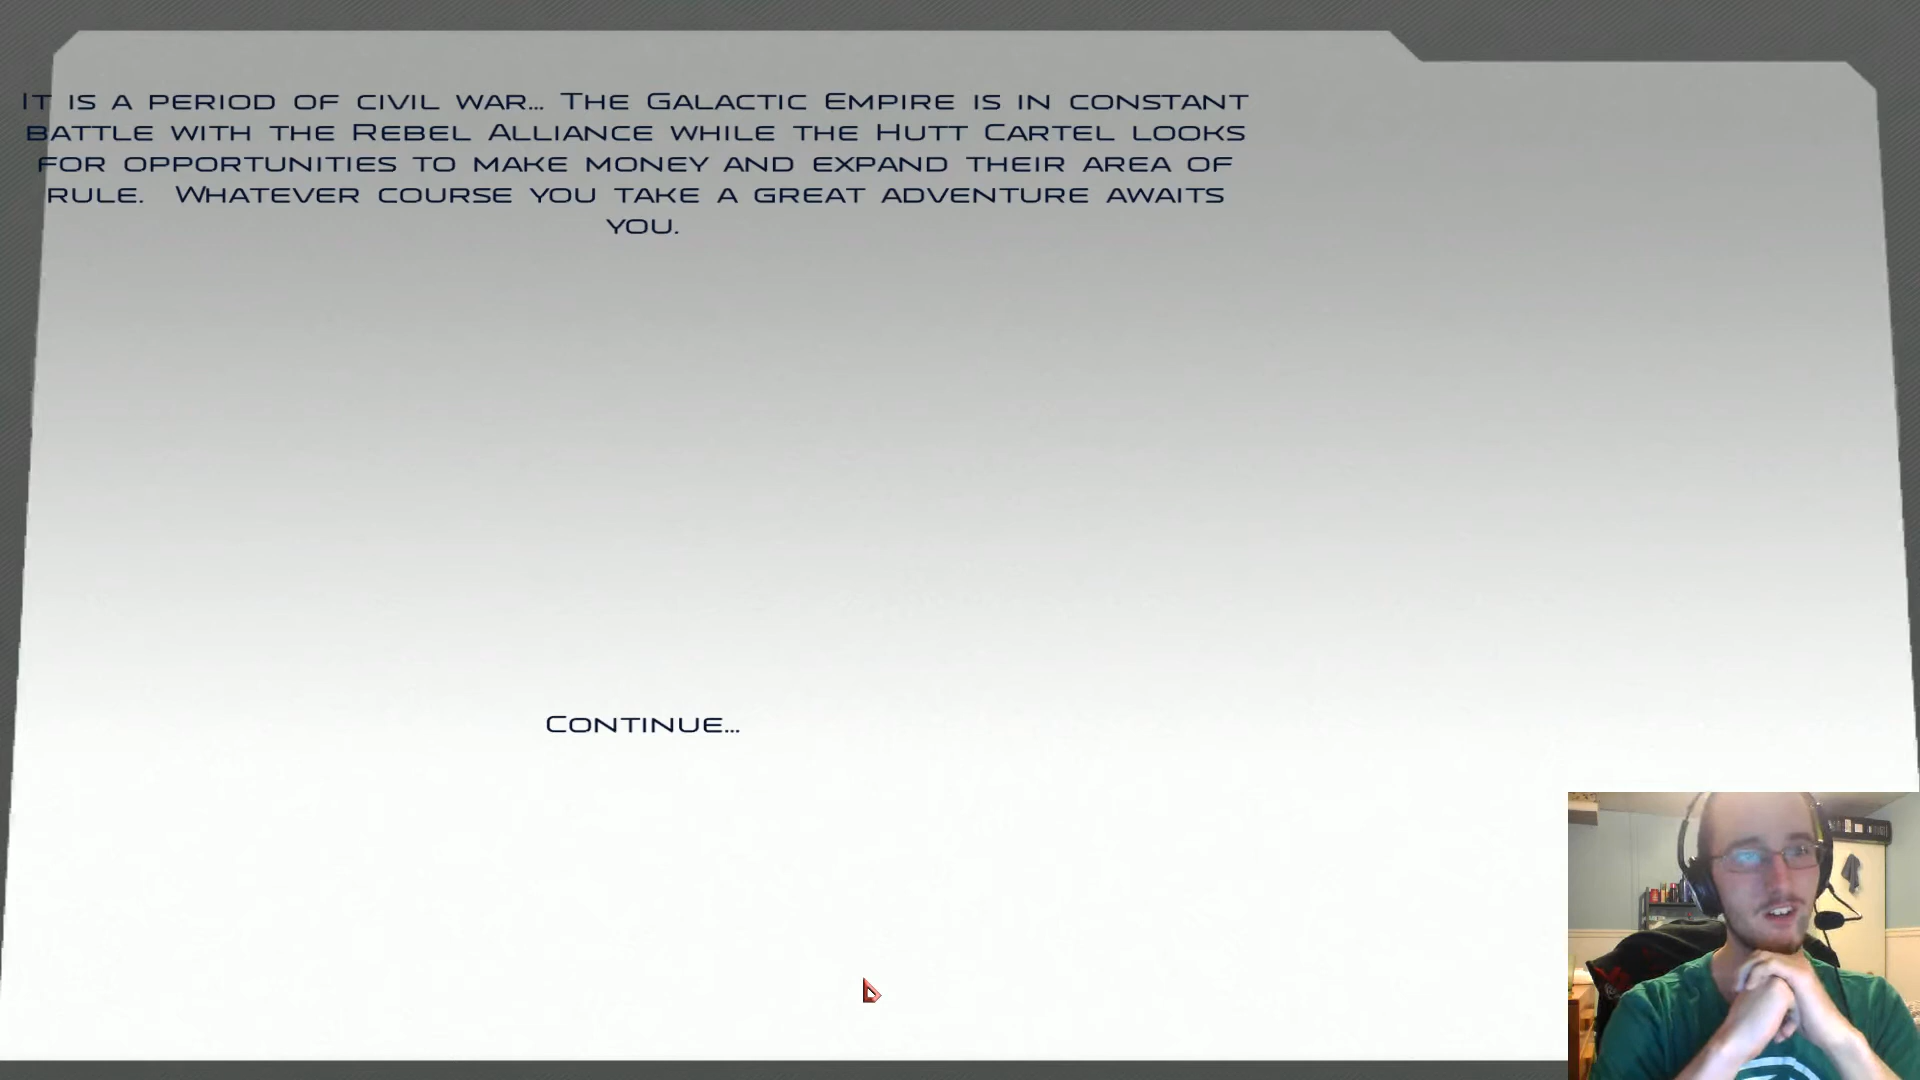 It is a period of civil war... The Galactic Empire is in constant
battle with the Rebel Alliance while the Hutt Cartel looks
for opportunities to make money and expand their area of
rule.  Whatever course you take a great adventure awaits
you.
Continue...